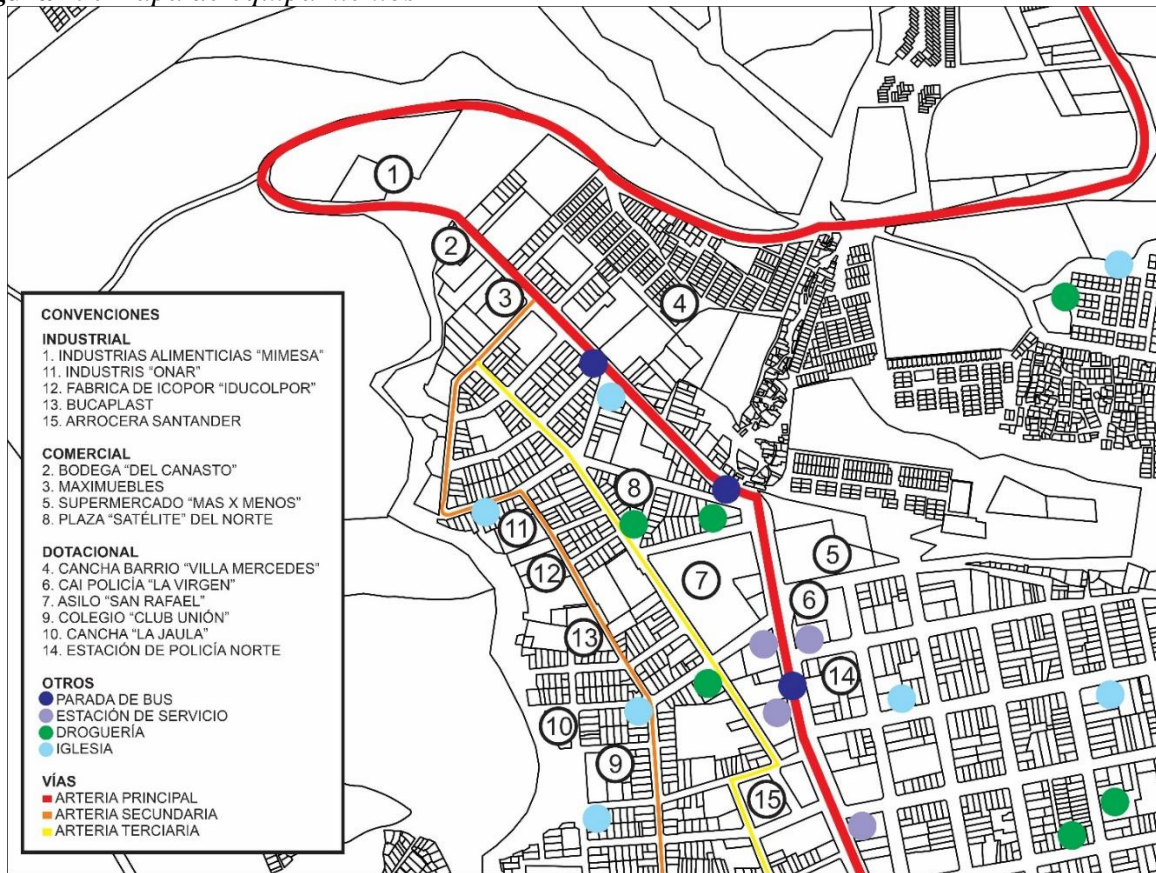 CONVENCIONES
INDUSTRIAL
1. INDUSTRIAS ALIMENTICIAS "MIMESA"
11. INDUSTRIS "ONAR"
12. FABRICA DE ICOPOR "IDUCOLPOR"
13. BUCAPLAST
15. ARROCERA SANTANDER
COMERCIAL
2. BODEGA "DEL CANASTO"
3. MAXIMUEBLES
5. SUPERMERCADO "MAS X MENOS"
8. PLAZA "SATÉLITE" DEL NORTE
DOTACIONAL
4. CANCHA BARRIO "VILLA MERCEDES"
6. CAI POLICÍA "LA VIRGEN"
7. ASILO "SAN RAFAEL"
9. COLEGIO "CLUB UNIÓN"
10. CANCHA "LA JAULA"
14. ESTACIÓN DE POLICÍA NORTE
OTROS
PARADA DE BUS
ESTACIÓN DE SERVICIO
DROGUERÍA
IGLESIA
VÍAS
ARTERIA PRINCIPAL
ARTERIA SECUNDARIA
ARTERIA TERCIARIA
1
2
3
4
8
11
5
7
12
6
13
14
10
9
15